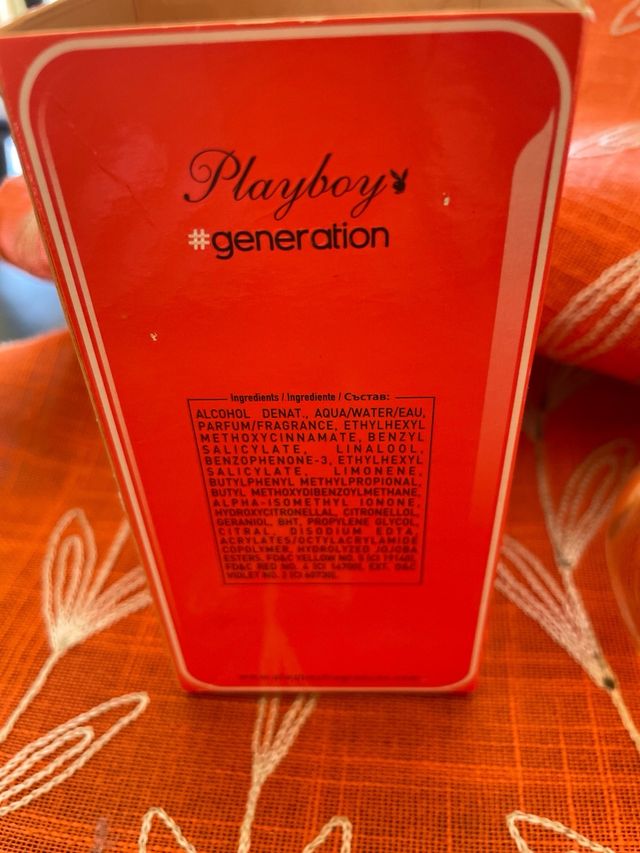 Playboy
#generation
Ingredients / Ingrediente / Състав:
ALCOHOL DENAT., AQUA/WATER/EAU,
PARFUM/FRAGRANCE, ETHYLHEXYL
METHOXYCINNAMATE, BENZYL
SALICYLATE, LINALOOL,
BENZOPHENONE-3, ETHYLHEXYL
SALICYLATE, LIMONENE,
BUTYLPHENYL METHYLPROPIONAL,
BUTYL METHOXYDIBENZOYLMETHANE,
ALPHA-ISOMETHYL IONONE,
HYDROXYCITRONELLAL, CITRONELLOL,
GERANIOL, BHT, PROPYLENE GLYCOL,
CITRAL, DISODIUM EDTA,
ACRYLATES/OCTYLACRYLAMIDE
COPOLYMER, HYDROLYZED JOJOBA
ESTERS, FD&C YELLOW NO. 5 (CI 19140),
FD&C RED NO. 4 (CI 14700), EXT. D&C
VIOLET NO. 2 (CI 60730).